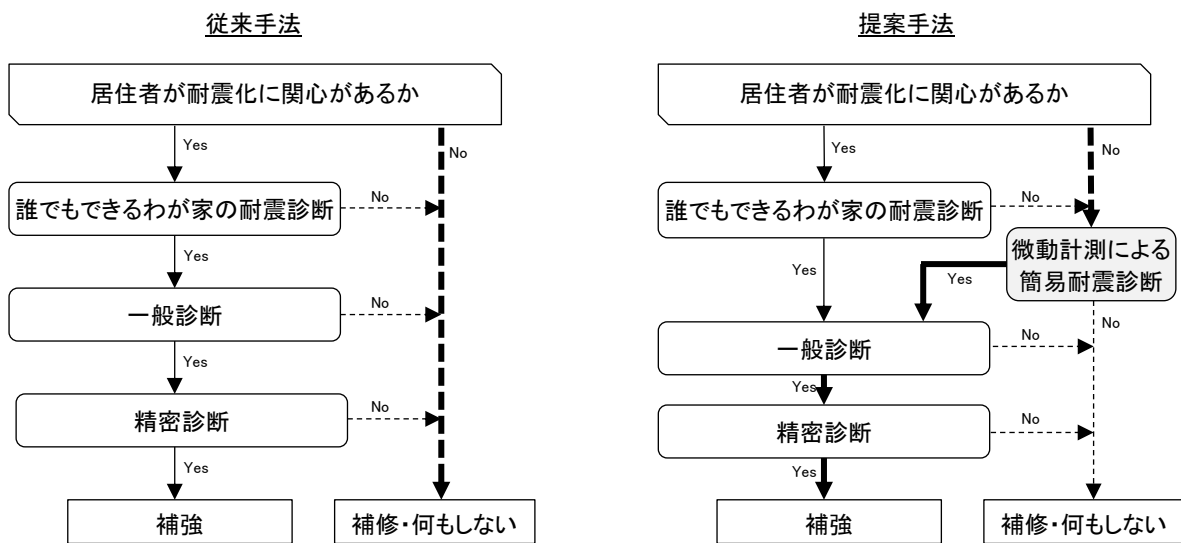 従来手法
居住者が耐震化に関心があるか
Yes
No
誰でもできるわが家の耐震診断
No
Yes
一般診断
No
Yes
精密診断
No
Yes
補強
補修・何もしない
提案手法
居住者が耐震化に関心があるか
Yes
No
誰でもできるわが家の耐震診断
No
微動計測による
簡易耐震診断
Yes
Yes
No
一般診断
No
Yes
精密診断
No
Yes
補強
補修・何もしない